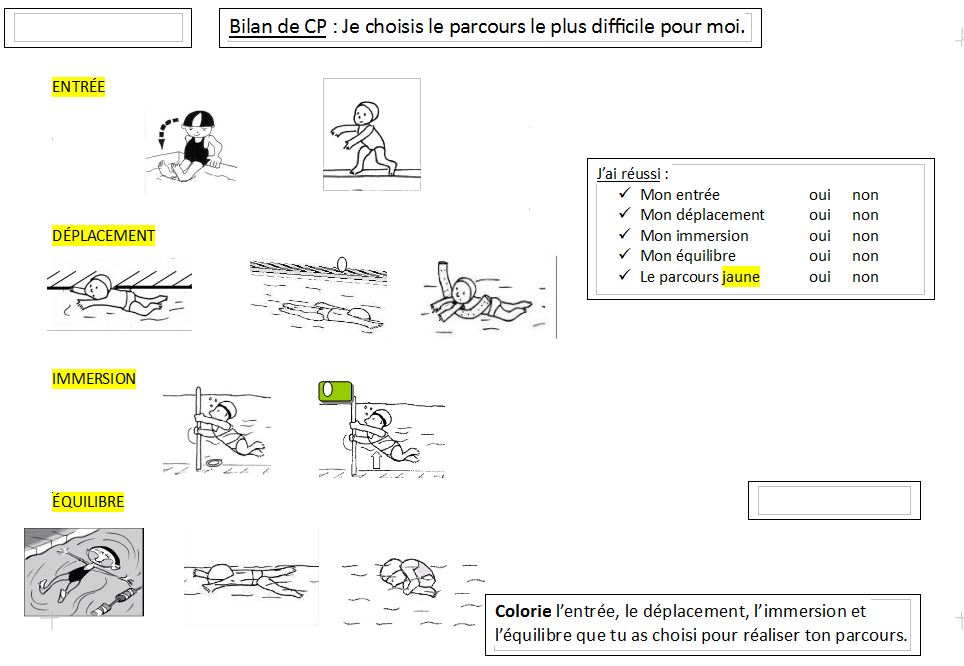 Bilan de CP : Je choisis le parcours le plus difficile pour moi.
ENTRÉE
J'ai réussi :
✓ Mon entrée oui non
✓ Mon déplacement oui non
✓ Mon immersion oui non
✓ Mon équilibre oui non
✓ Le parcours jaune oui non
DÉPLACEMENT
IMMERSION
ÉQUILIBRE
Colorie l'entrée, le déplacement, l'immersion et
l'équilibre que tu as choisi pour réaliser ton parcours.